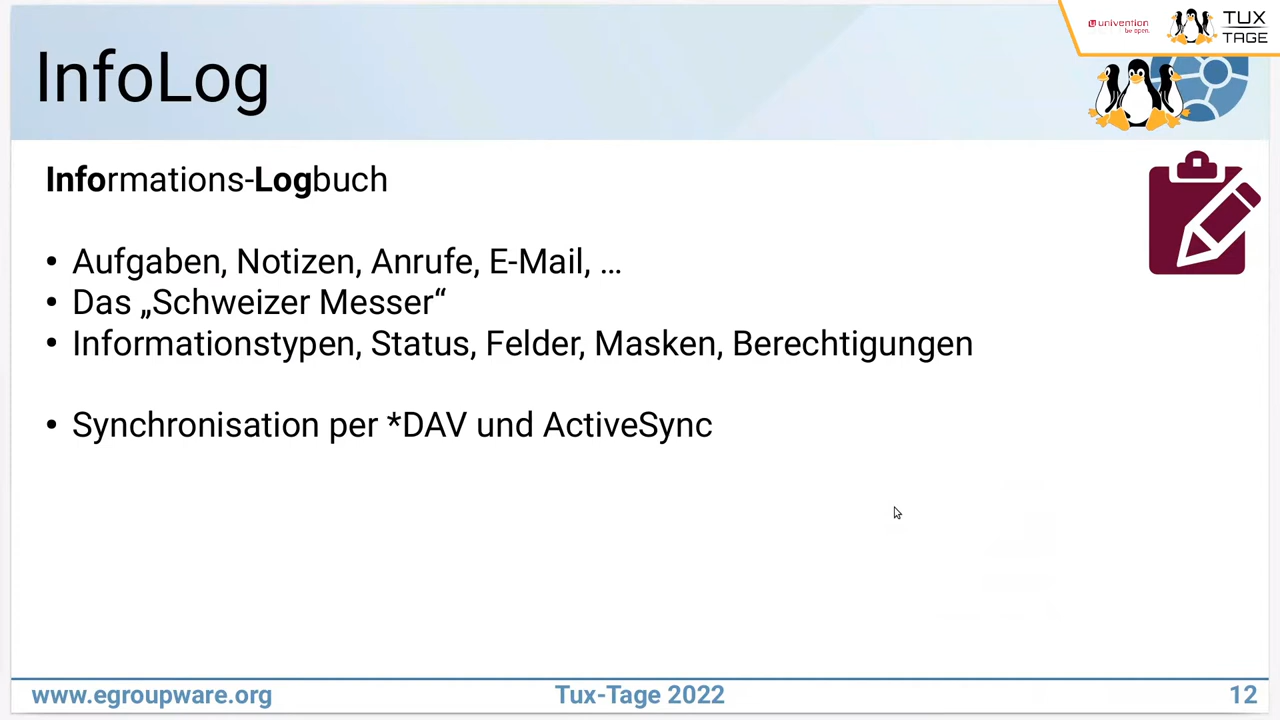 univention
be open.
TUX
TAGE
InfoLog
Informations-Logbuch
• Aufgaben, Notizen, Anrufe, E-Mail, ...
• Das „Schweizer Messer“
• Informationstypen, Status, Felder, Masken, Berechtigungen
• Synchronisation per *DAV und ActiveSync
www.egroupware.org
Tux-Tage 2022
12